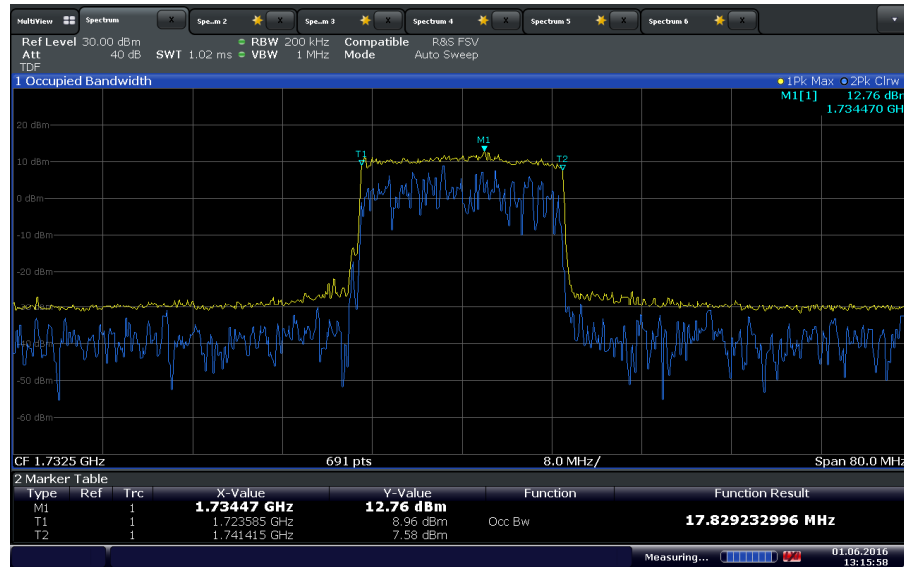 MultiView Spectrum X Spe...m 2 X Spe...m 3 X Spectrum 4 X Spectrum 5 X Spectrum 6 X
Ref Level 30.00 dBm RBW 200 kHz Compatible R&S FSV
Att 40 dB SWT 1.02 ms VBW 1 MHz Mode Auto Sweep
TDF
1 Occupied Bandwidth 1Pk Max 2Pk Clrw
M1[1] 12.76 dBm
1.734470 GH
20 dBm
M1
T1
T2
10 dBm
0 dBm
-10 dBm
-20 dBm
-50 dBm
-60 dBm
CF 1.7325 GHz 691 pts 8.0 MHz/ Span 80.0 MHz
2 Marker Table
Type Ref Trc X-Value Y-Value Function Function Result
M1 1 1.73447 GHz 12.76 dBm
T1 1 1.723585 GHz 8.96 dBm Occ Bw 17.829232996 MHz
T2 1 1.741415 GHz 7.58 dBm
Measuring... 01.06.2016
13:15:58